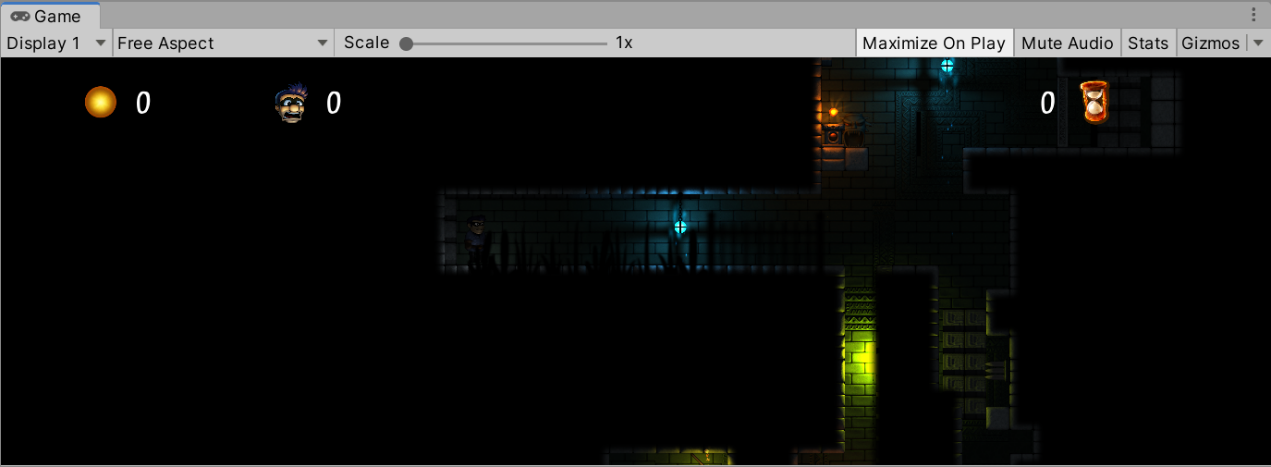 Game
Display 1 Free Aspect Scale 1x Maximize On Play Mute Audio Stats Gizmos
0 0 0